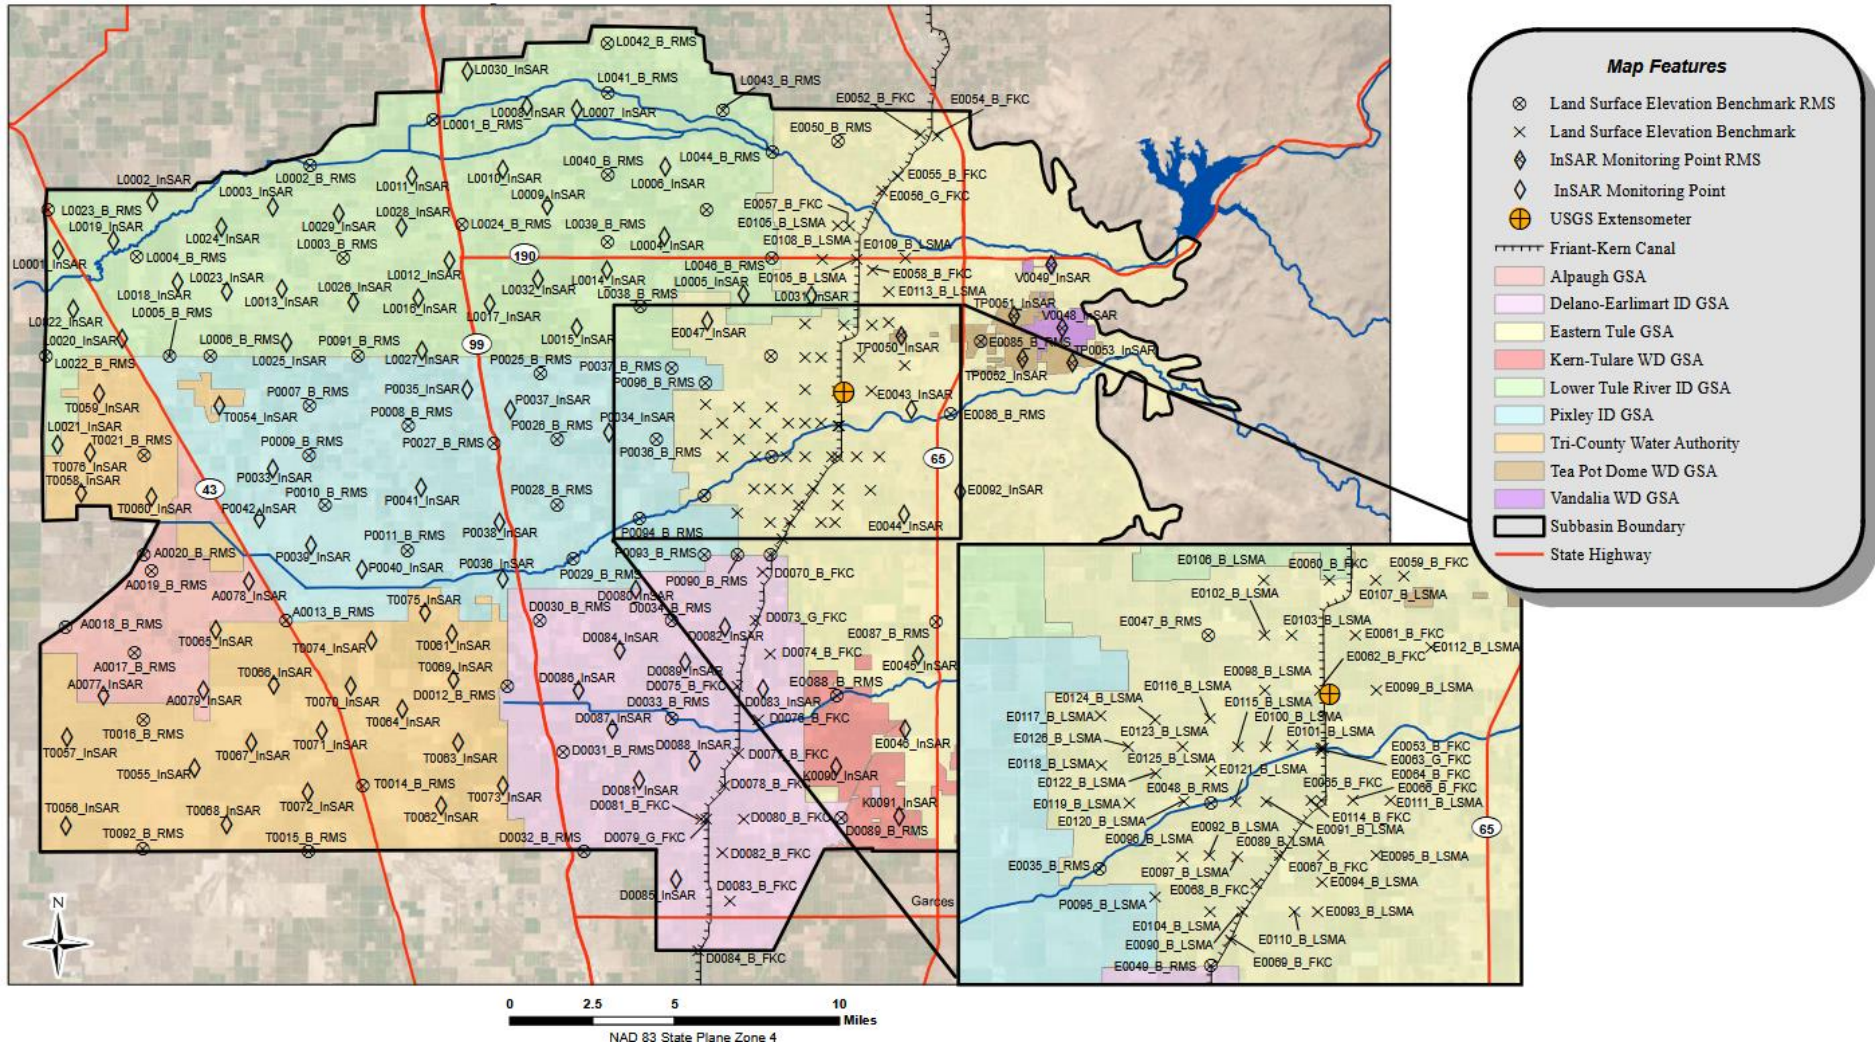 L0042_B_RMS
L0030_InSAR
L0041_B_RMS
L0043_B_RMS
E0052_B_FKC
E0054_B_FKC
L0008_InSAR
L0007_InSAR
L0001_B_RMS
E0050_B_RMS
L0040_B_RMS
L0044_B_RMS
L0002_InSAR
L0002_B_RMS
L0003_InSAR
L0011_InSAR
L0010_InSAR
L0009_InSAR
L0006_InSAR
E0055_B_FKC
E0056_G_FKC
E0057_B_FKC
L0023_B_RMS
L0019_InSAR
L0029_InSAR
L0028_InSAR
L0024_B_RMS
L0039_B_RMS
E0105_B_LSMA
L0024_InSAR
L0003_B_RMS
L0004_InSAR
E0108_B_LSMA
E0109_B_LSMA
L0001_InSAR
L0004_B_RMS
190
L0046_B_RMS
E0058_B_FKC
L0023_InSAR
L0012_InSAR
L0014_InSAR
L0005_InSAR
E0105_B_LSMA
V0049_InSAR
L0018_InSAR
L0013_InSAR
L0026_InSAR
L0032_InSAR
L0038_B_RMS
L0031_InSAR
E0113_B_LSMA
L0005_B_RMS
L0016_InSAR
L0017_InSAR
TP0051_InSAR
V0048_InSAR
L0022_InSAR
L0020_InSAR
L0006_B_RMS
P0091_B_RMS
99
L0015_InSAR
E0047_InSAR
TP0050_InSAR
E0085_B_RMS
TP0053_InSAR
L0022_B_RMS
L0025_InSAR
L0027_InSAR
P0025_B_RMS
P0037_B_RMS
TP0052_InSAR
P0096_B_RMS
T0059_InSAR
T0054_InSAR
P0007_B_RMS
P0035_InSAR
P0037_InSAR
E0043_InSAR
L0021_InSAR
P0008_B_RMS
P0034_InSAR
E0086_B_RMS
T0021_B_RMS
P0009_B_RMS
P0027_B_RMS
P0026_B_RMS
P0036_B_RMS
T0076_InSAR
65
T0058_InSAR
P0033_InSAR
43
P0010_B_RMS
P0041_InSAR
P0028_B_RMS
E0092_InSAR
T0060_InSAR
P0042_InSAR
P0038_InSAR
P0094_B_RMS
E0044_InSAR
A0020_B_RMS
P0039_InSAR
P0011_B_RMS
P0093_B_RMS
A0019_B_RMS
P0040_InSAR
P0036_InSAR
P0029_B_RMS
P0090_B_RMS
D0070_B_FKC
A0078_InSAR
D0080_InSAR
A0013_B_RMS
T0075_InSAR
D0030_B_RMS
D0034_B_RMS
D0073_G_FKC
A0018_B_RMS
T0065_InSAR
T0074_InSAR
T0061_InSAR
D0084_InSAR
D0082_InSAR
E0087_B_RMS
A0017_B_RMS
T0066_InSAR
T0069_InSAR
D0089_InSAR
D0074_B_FKC
E0045_InSAR
A0077_InSAR
A0079_InSAR
T0070_InSAR
D0012_B_RMS
D0086_InSAR
D0075_B_FKC
E0088_B_RMS
T0064_InSAR
D0033_B_RMS
D0083_InSAR
T0016_B_RMS
D0087_InSAR
D0076_B_FKC
T0057_InSAR
T0067_InSAR
T0071_InSAR
T0063_InSAR
D0031_B_RMS
D0088_InSAR
E0046_InSAR
T0055_InSAR
D0077_B_FKC
T0014_B_RMS
K0090_InSAR
T0056_InSAR
T0068_InSAR
T0072_InSAR
T0073_InSAR
D0081_InSAR
D0078_B_FKC
T0062_InSAR
D0081_B_FKC
K0091_InSAR
T0092_B_RMS
T0015_B_RMS
D0032_B_RMS
D0079_G_FKC
D0080_B_FKC
D0089_B_RMS
D0082_B_FKC
D0085_InSAR
D0083_B_FKC
Garces
N
D0084_B_FKC
0
2.5
5
10
Miles
NAD 83 State Plane Zone 4
Map Features
Land Surface Elevation Benchmark RMS
Land Surface Elevation Benchmark
InSAR Monitoring Point RMS
InSAR Monitoring Point
USGS Extensometer
Friant-Kern Canal
Alpaugh GSA
Delano-Earlimart ID GSA
Eastern Tule GSA
Kern-Tulare WD GSA
Lower Tule River ID GSA
Pixley ID GSA
Tri-County Water Authority
Tea Pot Dome WD GSA
Vandalia WD GSA
Subbasin Boundary
State Highway
E0106_B_LSMA
E0060_B_FKC
E0059_B_FKC
E0102_B_LSMA
E0107_B_LSMA
E0047_B_RMS
E0103_B_LSMA
E0061_B_FKC
E0112_B_LSMA
E0062_B_FKC
E0098_B_LSMA
E0116_B_LSMA
E0099_B_LSMA
E0124_B_LSMA
E0115_B_LSMA
E0117_B_LSMA
E0100_B_LSMA
E0126_B_LSMA
E0123_B_LSMA
E0101_B_LSMA
E0053_B_FKC
E0063_G_FKC
E0118_B_LSMA
E0125_B_LSMA
E0121_B_LSMA
E0064_B_FKC
E0122_B_LSMA
E0065_B_FKC
E0066_B_FKC
E0048_B_RMS
E0119_B_LSMA
E0111_B_LSMA
E0120_B_LSMA
E0114_B_FKC
E0092_B_LSMA
E0091_B_LSMA
65
E0096_B_LSMA
E0089_B_LSMA
E0035_B_RMS
E0097_B_LSMA
E0067_B_FKC
E0095_B_LSMA
E0068_B_FKC
E0094_B_LSMA
P0095_B_LSMA
E0093_B_LSMA
E0104_B_LSMA
E0110_B_LSMA
E0090_B_LSMA
E0049_B_RMS
E0069_B_FKC